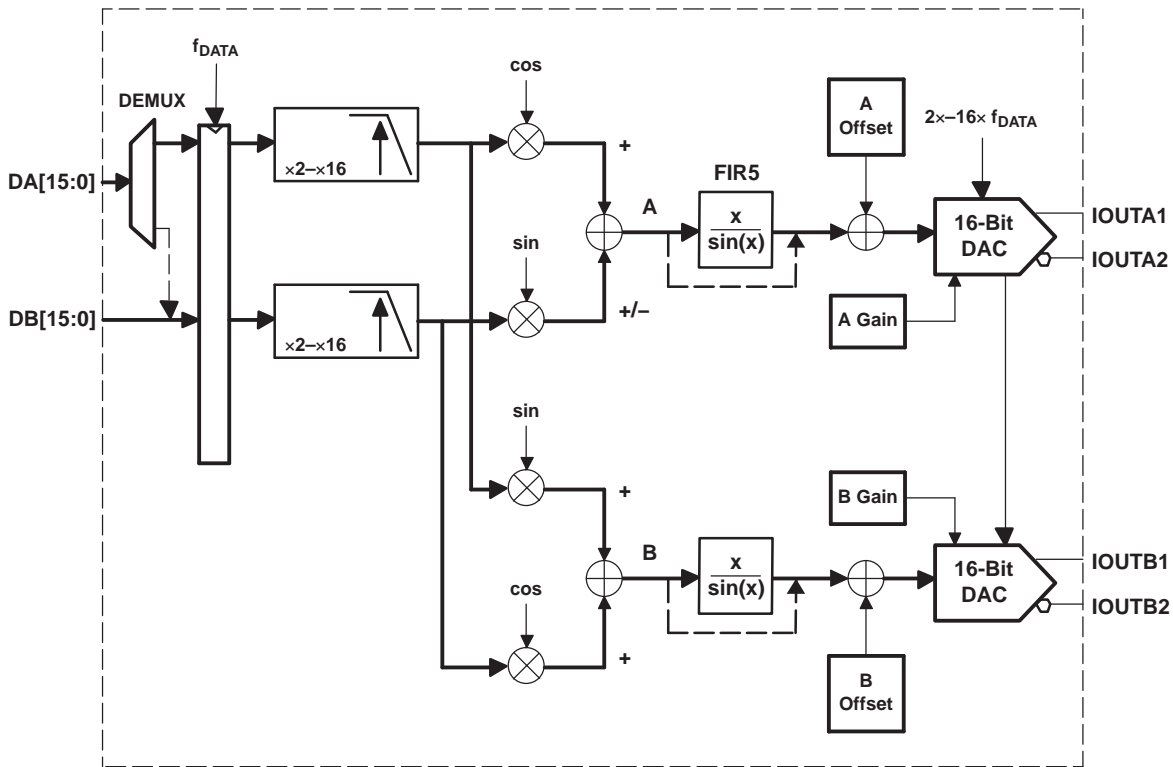 fDATA
DEMUX
DA[15:0]
DB[15:0]
×2–×16
×2–×16
cos
+
sin
+/–
A
FIR5
x
sin(x)
A
Offset
2×–16× fDATA
16-Bit
DAC
IOUTA1
IOUTA2
A Gain
sin
+
B
cos
+
x
sin(x)
B Gain
16-Bit
DAC
IOUTB1
IOUTB2
B
Offset